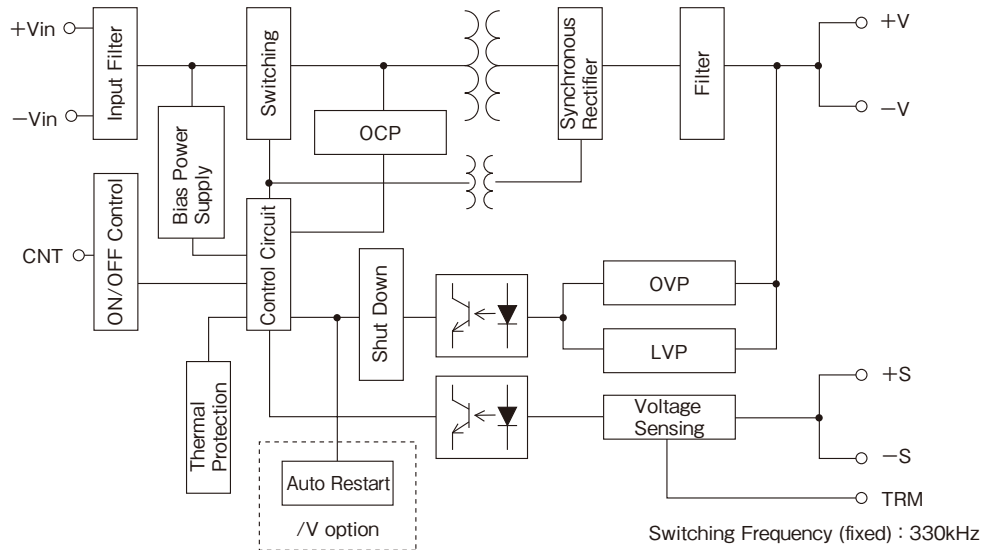 +Vin
−Vin
Input Filter
Switching
Bias Power
Supply
OCP
Synchronous
Rectifier
Filter
+V
−V
CNT
ON/OFF Control
Control Circuit
Thermal
Protection
Shut Down
OVP
LVP
Voltage
Sensing
+S
−S
TRM
Auto Restart
/V option
Switching Frequency (fixed) : 330kHz